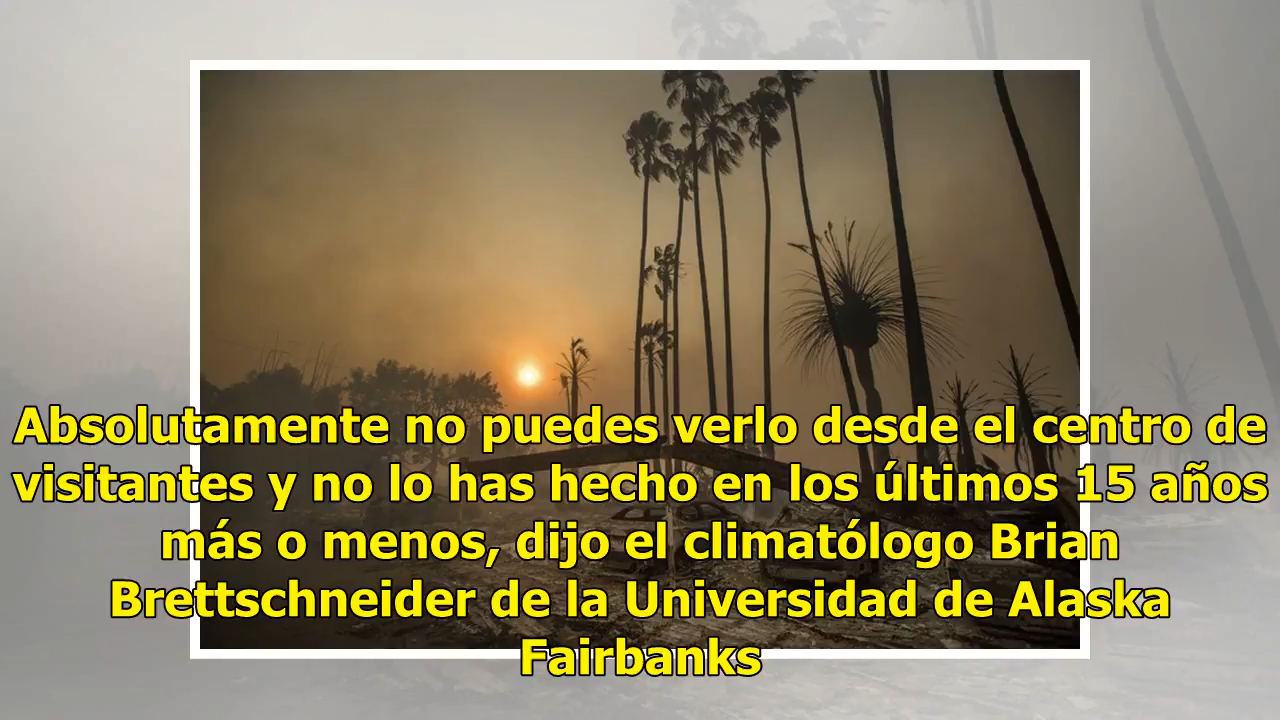 Absolutamente no puedes verlo desde el centro de
visitantes y no lo has hecho en los últimos 15 años
más o menos, dijo el climatólogo Brian
Brettschneider de la Universidad de Alaska
Fairbanks